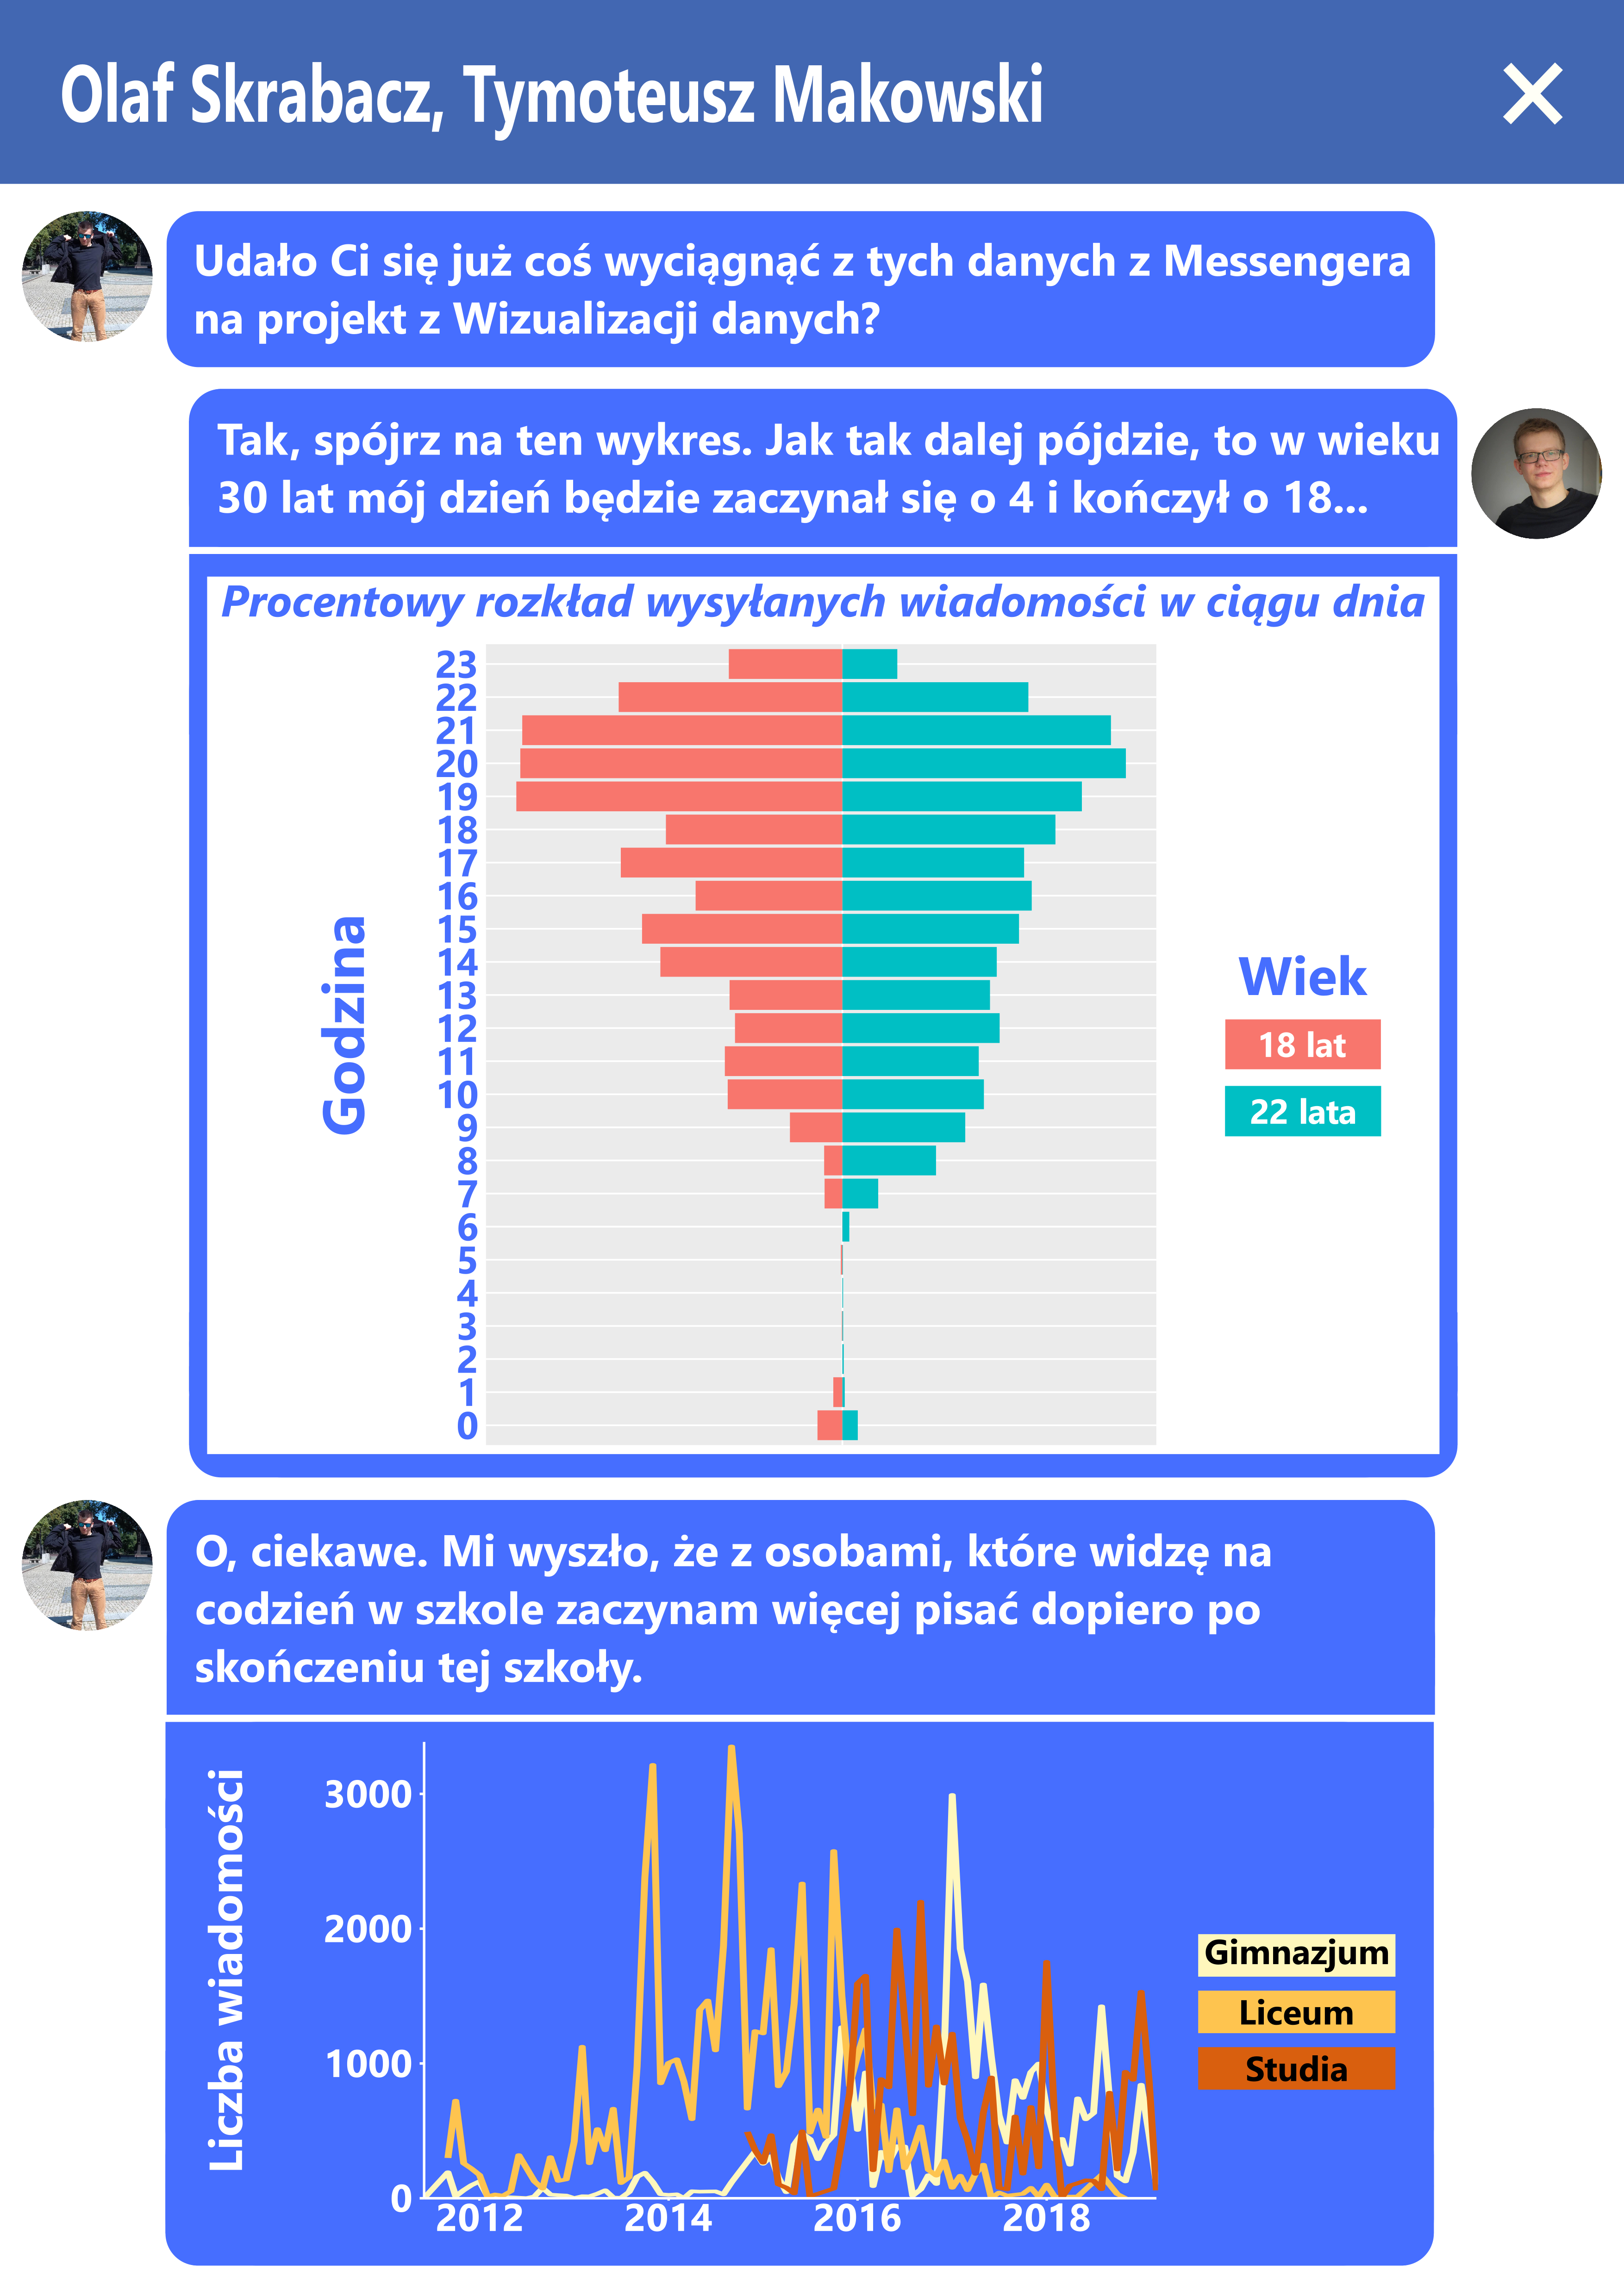 Olaf Skrabacz, Tymoteusz Makowski
Udało Ci się już coś wyciągnąć z tych danych z Messengera
na projekt z Wizualizacji danych?
Tak, spójrz na ten wykres. Jak tak dalej pójdzie, to w wieku
30 lat mój dzień będzie zaczynał się o 4 i kończył o 18...
Procentowy rozkład wysyłanych wiadomości w ciągu dnia
Godzina
23
22
21
20
19
18
17
16
15
14
13
12
11
10
9
8
7
6
5
4
3
2
1
0
Wiek
18 lat
22 lata
O, ciekawe. Mi wyszło, że z osobami, które widzę na
codzień w szkole zaczynam więcej pisać dopiero po
skończeniu tej szkoły.
Liczba wiadomości
3000
2000
1000
0
2012 2014 2016 2018
Gimnazjum
Liceum
Studia